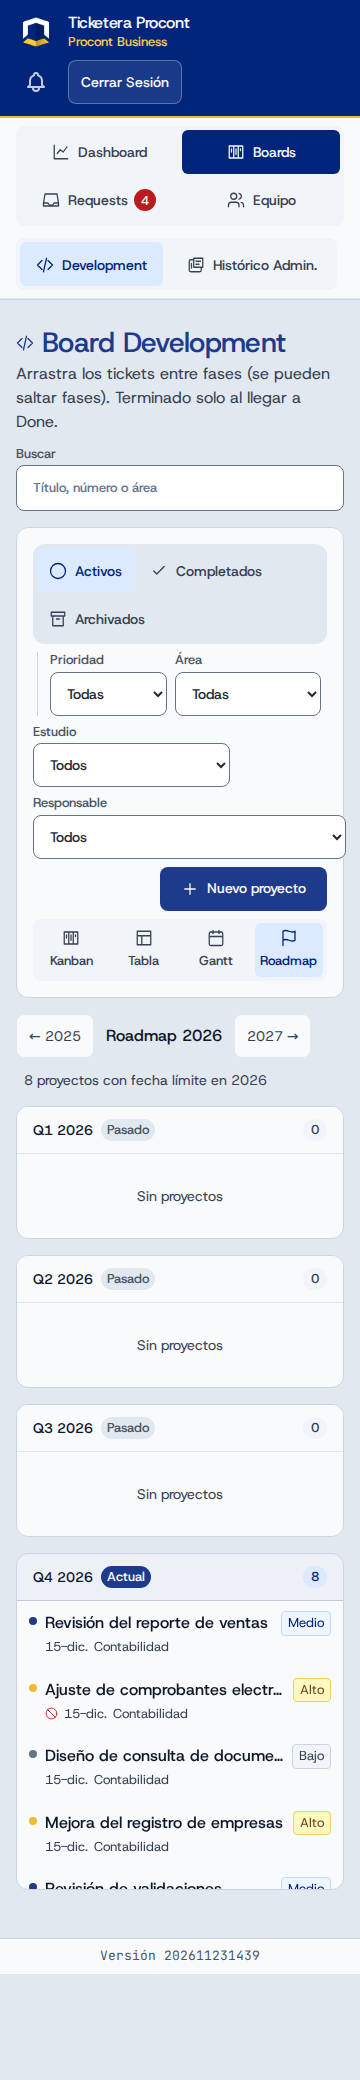 Ticketera Procont
Procont Business
Cerrar Sesión
Dashboard
Boards
Requests 4
Equipo
Development
Histórico Admin.
Board Development
Arrastra los tickets entre fases (se pueden
saltar fases). Terminado solo al llegar a
Done.
Buscar
Título, número o área
Activos
Completados
Archivados
Prioridad
Área
Todas
Todas
Estudio
Todos
Responsable
Todos
Nuevo proyecto
Kanban
Tabla
Gantt
Roadmap
← 2025
Roadmap 2026
2027 →
8 proyectos con fecha límite en 2026
Q1 2026 Pasado 0
Sin proyectos
Q2 2026 Pasado 0
Sin proyectos
Q3 2026 Pasado 0
Sin proyectos
Q4 2026 Actual 8
Revisión del reporte de ventas Medio
15-dic. Contabilidad
Ajuste de comprobantes electr... Alto
15-dic. Contabilidad
Diseño de consulta de docume... Bajo
15-dic. Contabilidad
Mejora del registro de empresas Alto
15-dic. Contabilidad
Revisión de validaciones Medio
Versión 202611231439